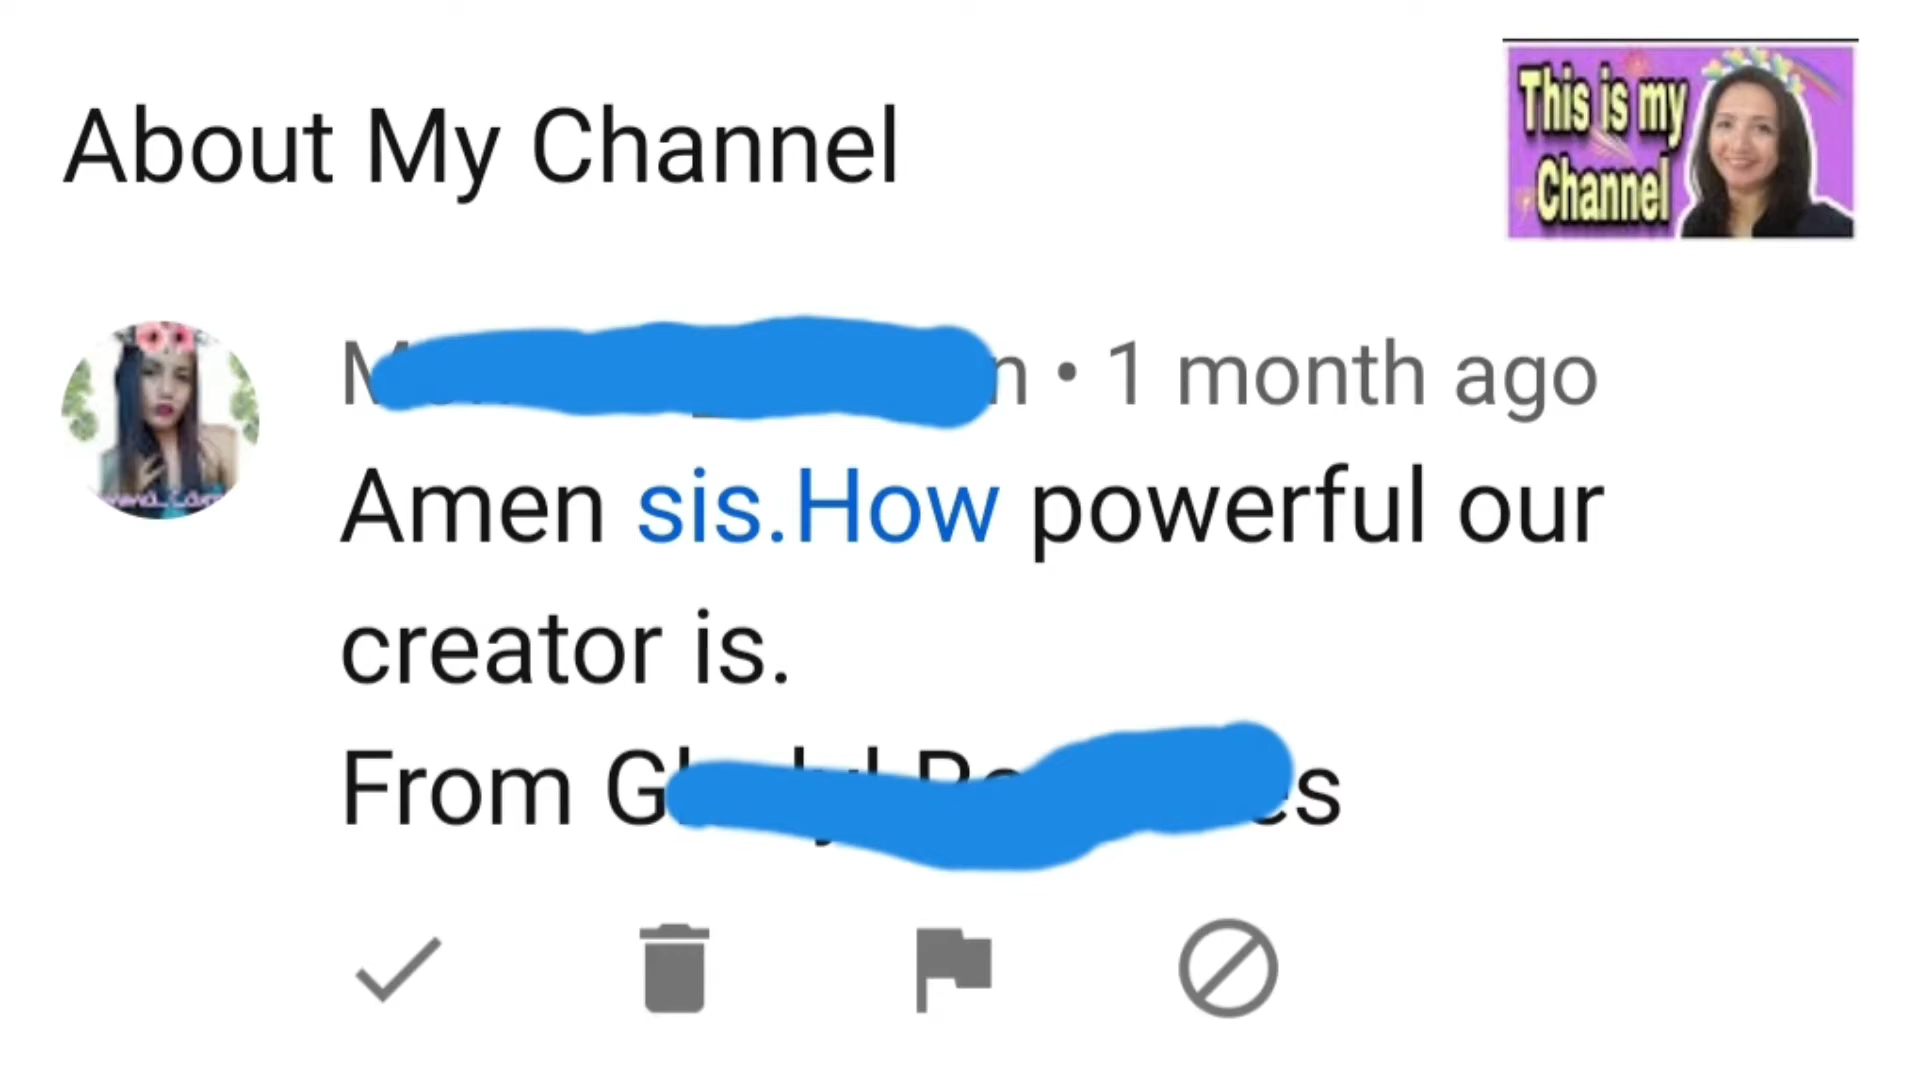 About My Channel
This is my
Channel
1 month ago
Amen sis.How powerful our
creator is.
From